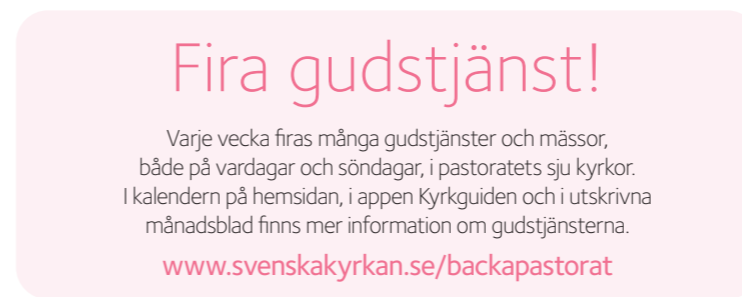 Fira gudstjänst!
Varje vecka firas många gudstjänster och mässor,
både på vardagar och söndagar, i pastoratets sju kyrkor.
I kalendern på hemsidan, i appen Kyrkguiden och i utskrivna
månadsblad finns mer information om gudstjänsterna.
www.svenskakyrkan.se/backapastorat